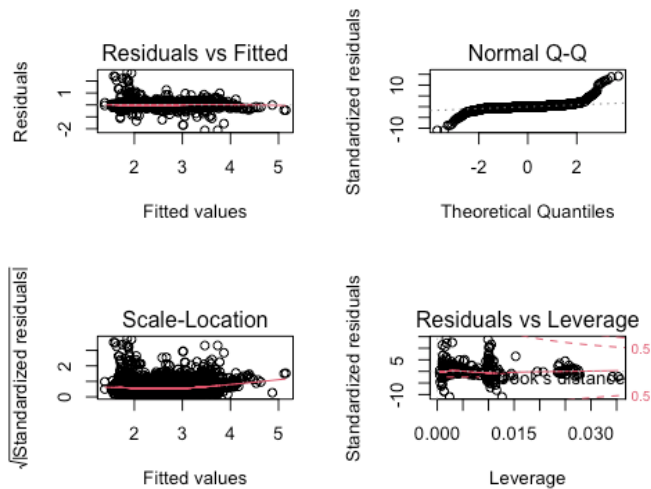 Residuals vs Fitted
Residuals
1
-2
2 3 4 5
Fitted values
Normal Q-Q
Standardized residuals
10
-10
-2 0 2
Theoretical Quantiles
Scale-Location
√|Standardized residuals|
2
0
2 3 4 5
Fitted values
Residuals vs Leverage
Standardized residuals
5
-10
0.5
Cook's distance
0.5
0.000 0.015 0.030
Leverage